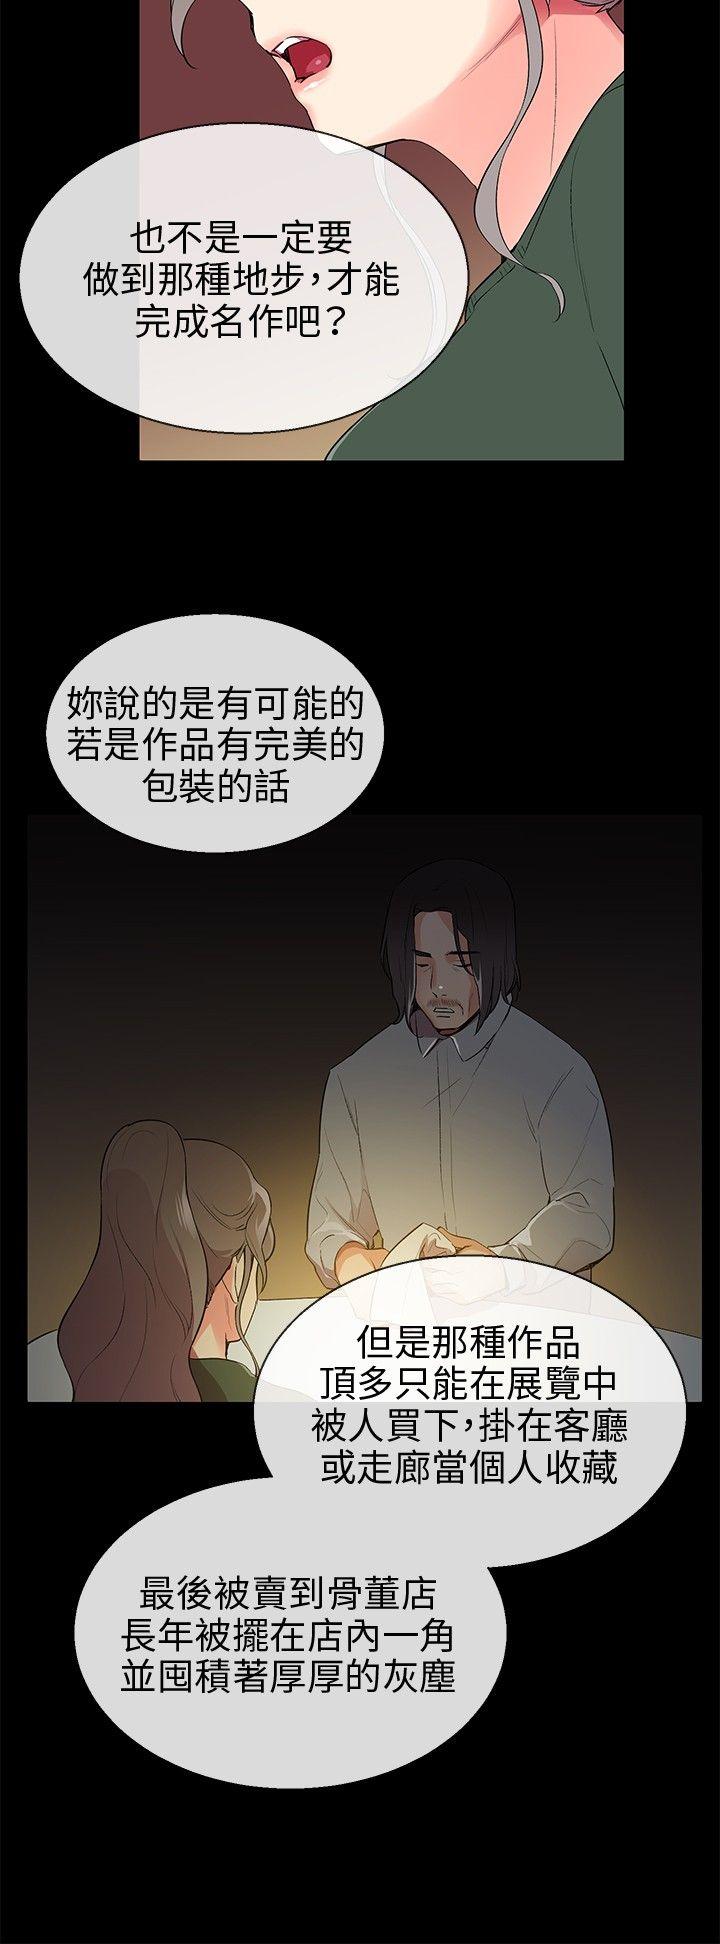 也不是一定要
做到那種地步，才能
完成名作吧？
妳說的是有可能的
若是作品有完美的
包裝的話
但是那種作品
頂多只能在展覽中
被人買下，掛在客廳
或走廊當個人收藏
最後被賣到骨董店
長年被擺在店內一角
並囤積著厚厚的灰塵